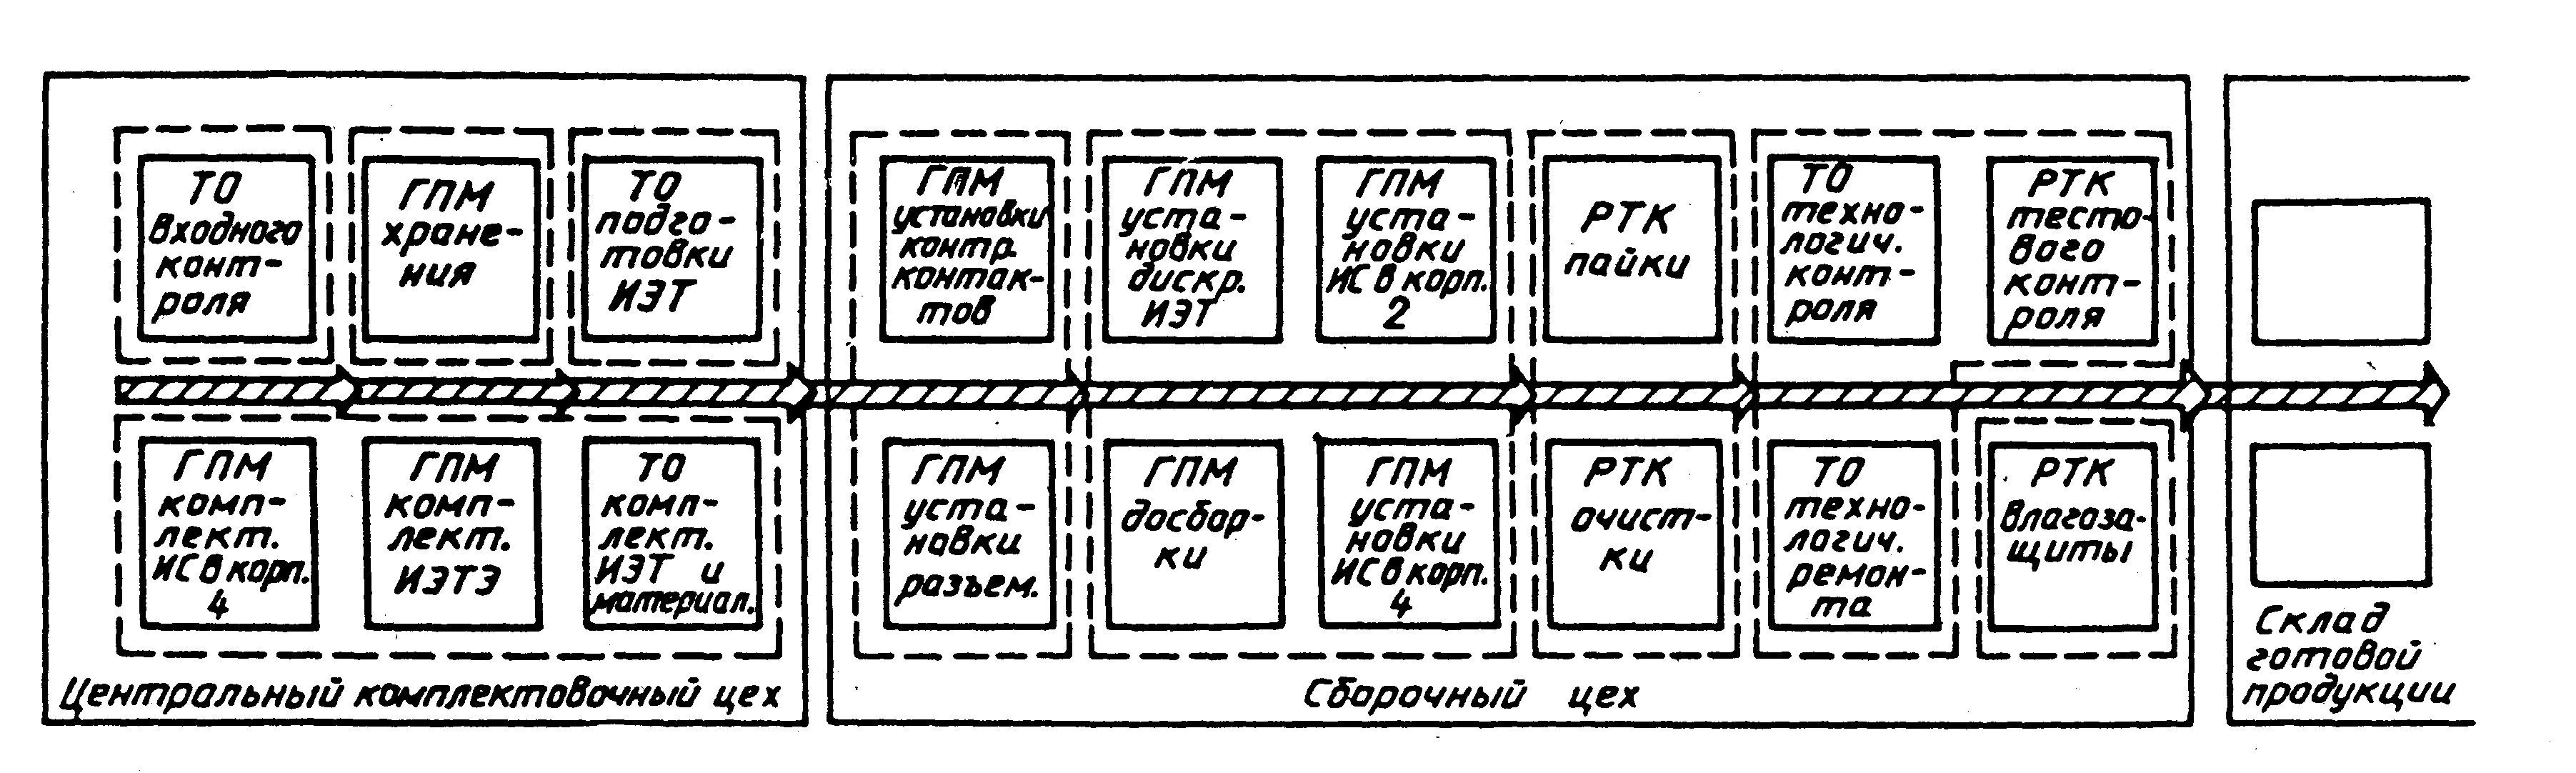 ТО
входного
конт-
роля
ГПМ
хране-
ния
ТО
подго-
товки
ИЭТ
ГПМ
установки
контр.
контак-
тов
ГПМ
уста-
новки
дискр.
ИЭТ
ГПМ
уста-
новки
ИС в корп.
2
РТК
пайки
ТО
техно-
логич.
конт-
роля
РТК
тесто-
вого
конт-
роля
ГПМ
комп-
лект.
ИС в корп.
4
ГПМ
комп-
лект.
ИЭТЭ
ТО
комп-
лект.
ИЭТ и
материал.
ГПМ
уста-
новки
разъем.
ГПМ
досбор-
ки
ГПМ
уста-
новки
ИС в корп.
4
РТК
очист-
ки
ТО
техно-
логич.
ремон-
та
РТК
влагоза-
щиты
Центральный комплектовочный цех
Сборочный цех
Склад
готовой
продукции